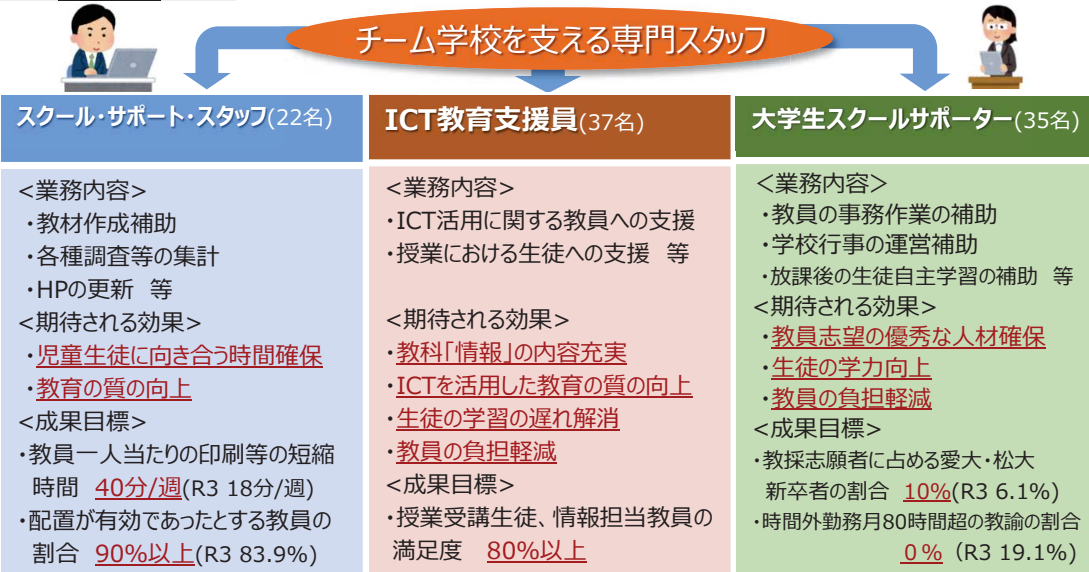 チーム学校を支える専門スタッフ
スクール・サポート・スタッフ(22名)
<業務内容>
・教材作成補助
・各種調査等の集計
・HPの更新 等
<期待される効果>
・児童生徒に向き合う時間確保
・教育の質の向上
<成果目標>
・教員一人当たりの印刷等の短縮
時間 40分/週(R3 18分/週)
・配置が有効であったとする教員の
割合 90%以上(R3 83.9%)
ICT教育支援員(37名)
<業務内容>
・ICT活用に関する教員への支援
・授業における生徒への支援 等
<期待される効果>
・教科「情報」の内容充実
・ICTを活用した教育の質の向上
・生徒の学習の遅れ解消
・教員の負担軽減
<成果目標>
・授業受講生徒、情報担当教員の
満足度 80%以上
大学生スクールサポーター(35名)
<業務内容>
・教員の事務作業の補助
・学校行事の運営補助
・放課後の生徒自主学習の補助 等
<期待される効果>
・教員志望の優秀な人材確保
・生徒の学力向上
・教員の負担軽減
<成果目標>
・教採志願者に占める愛大・松大
新卒者の割合 10%(R3 6.1%)
・時間外勤務月80時間超の教諭の割合
0% (R3 19.1%)